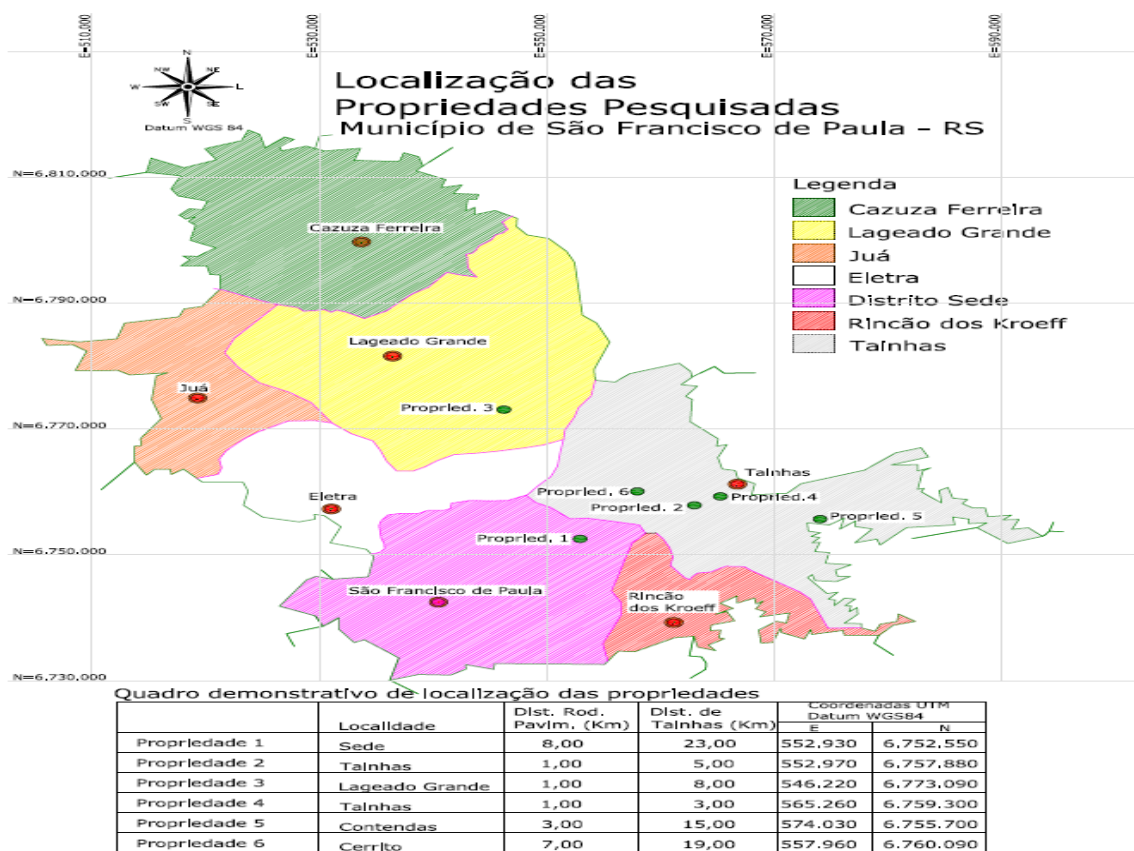 E=510.000
E=530.000
E=550.000
E=570.000
E=590.000
N
NW
NE
W
L
SW
SE
S
Datum WGS 84
Localização das
Propriedades Pesquisadas
Município de São Francisco de Paula - RS
N=6.810.000
N=6.790.000
N=6.770.000
N=6.750.000
N=6.730.000
Legenda
Cazuza Ferreira
Lageado Grande
Juá
Eletra
Distrito Sede
Rincão dos Kroeff
Tainhas
Cazuza Ferreira
Lageado Grande
Juá
Propried. 3
Tainhas
Eletra
Propried. 6
Propried.4
Propried. 2
Propried. 5
Propried. 1
São Francisco de Paula
Rincão
dos Kroeff
Quadro demonstrativo de localização das propriedades
Localidade
Dist. Rod.
Pavim. (Km)
Dist. de
Tainhas (Km)
Coordenadas UTM
Datum WGS84
E N
Propriedade 1 Sede 8,00 23,00 552.930 6.752.550
Propriedade 2 Tainhas 1,00 5,00 552.970 6.757.880
Propriedade 3 Lageado Grande 1,00 8,00 546.220 6.773.090
Propriedade 4 Tainhas 1,00 3,00 565.260 6.759.300
Propriedade 5 Contendas 3,00 15,00 574.030 6.755.700
Propriedade 6 Cerrito 7,00 19,00 557.960 6.760.090